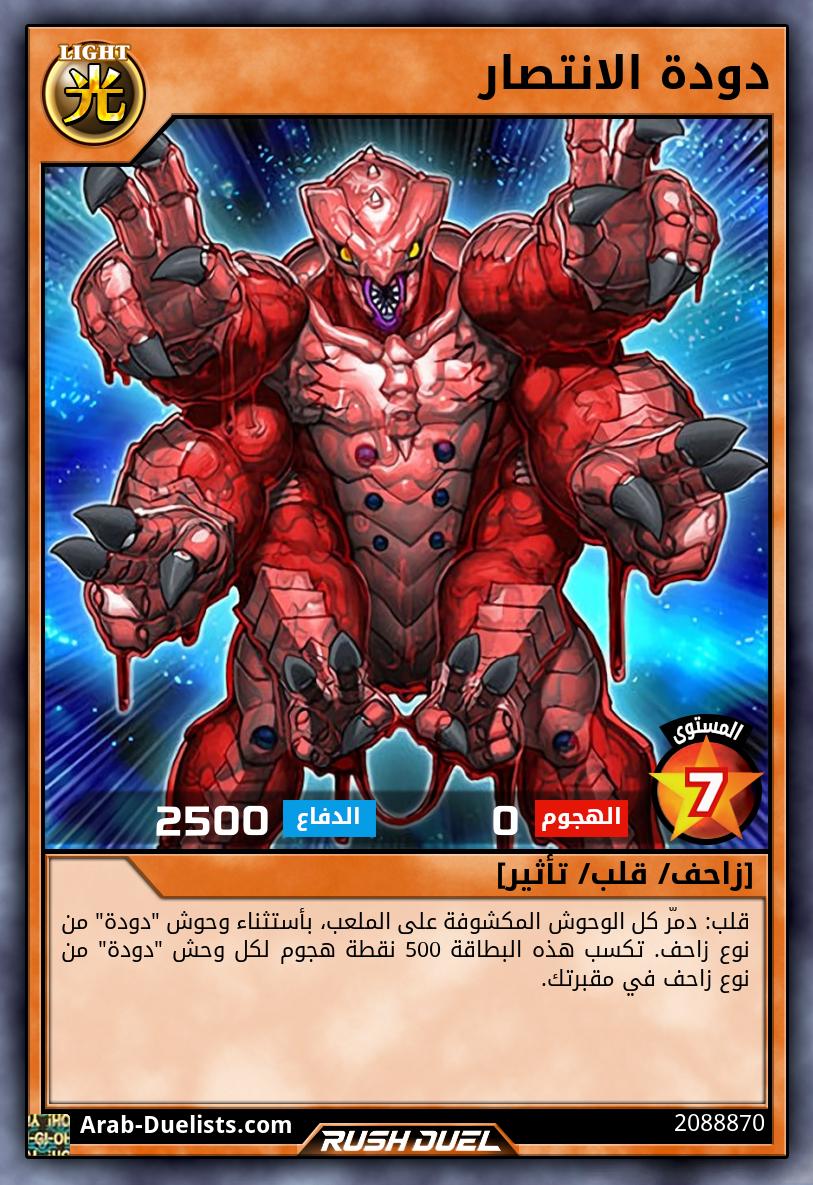 LIGHT
光
دودة الانتصار
المستوى
7
الهجوم 0 الدفاع 2500
[زاحف/ قلب/ تأثير]
قلب: دمّر كل الوحوش المكشوفة على الملعب، بأستثناء وحوش "دودة" من
نوع زاحف. تكسب هذه البطاقة 500 نقطة هجوم لكل وحش "دودة" من
نوع زاحف في مقبرتك.
Arab-Duelists.com
RUSH DUEL
2088870